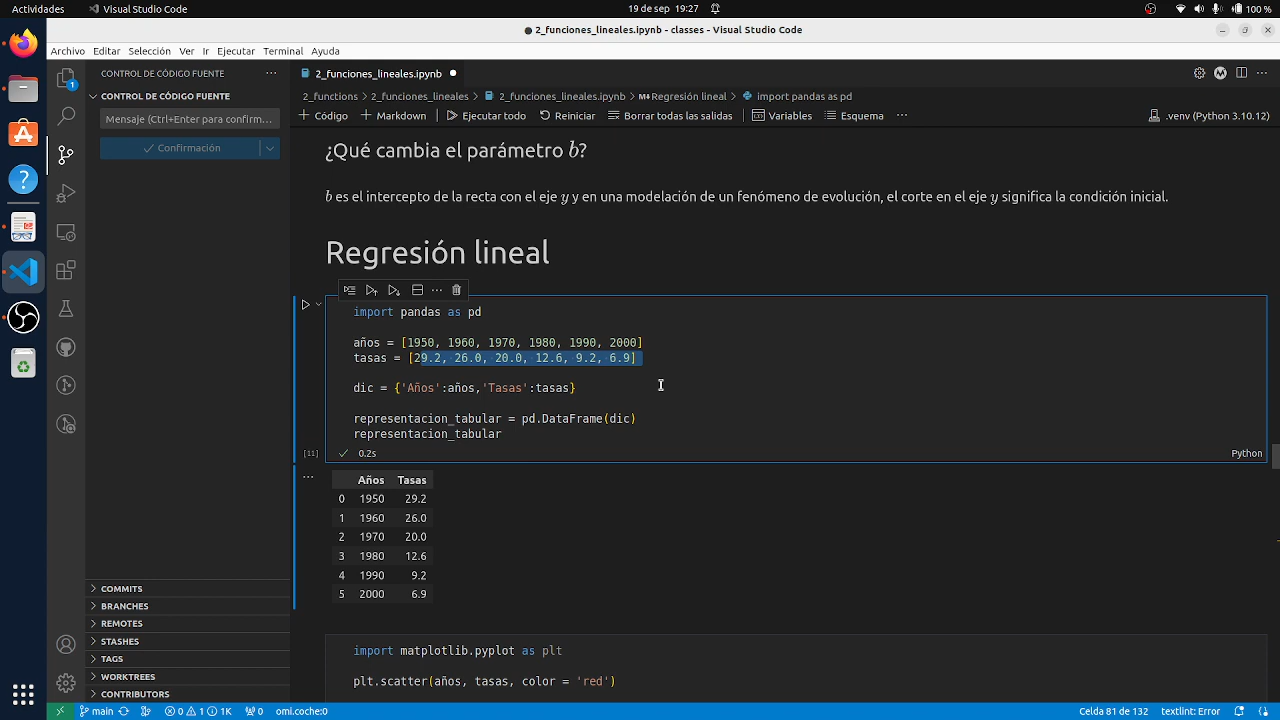 Actividades
Visual Studio Code
19 de sep 19:27
100 %
2_funciones_lineales.ipynb - classes - Visual Studio Code
Archivo Editar Selección Ver Ir Ejecutar Terminal Ayuda
CONTROL DE CÓDIGO FUENTE
2_funciones_lineales.ipynb
CONTROL DE CÓDIGO FUENTE
2_functions > 2_funciones_lineales > 2_funciones_lineales.ipynb > Regresión lineal > import pandas as pd
Mensaje (Ctrl+Enter para confirm...
+ Código + Markdown Ejecutar todo Reiniciar Borrar todas las salidas Variables Esquema ... .venv (Python 3.10.12)
Confirmación
¿Qué cambia el parámetro b?
b es el intercepto de la recta con el eje y y en una modelación de un fenómeno de evolución, el corte en el eje y significa la condición inicial.
Regresión lineal
import pandas as pd
años = [1950, 1960, 1970, 1980, 1990, 2000]
tasas = [29.2, 26.0, 20.0, 12.6, 9.2, 6.9]
dic = {'Años':años,'Tasas':tasas}
representacion_tabular = pd.DataFrame(dic)
representacion_tabular
[11] 0.2s Python
Años Tasas
0 1950 29.2
1 1960 26.0
2 1970 20.0
3 1980 12.6
4 1990 9.2
5 2000 6.9
import matplotlib.pyplot as plt
plt.scatter(años, tasas, color = 'red')
COMMITS
BRANCHES
REMOTES
STASHES
TAGS
WORKTREES
CONTRIBUTORS
main 0 1 1K 0 omi.coche:0 Celda 81 de 132 textlint: Error